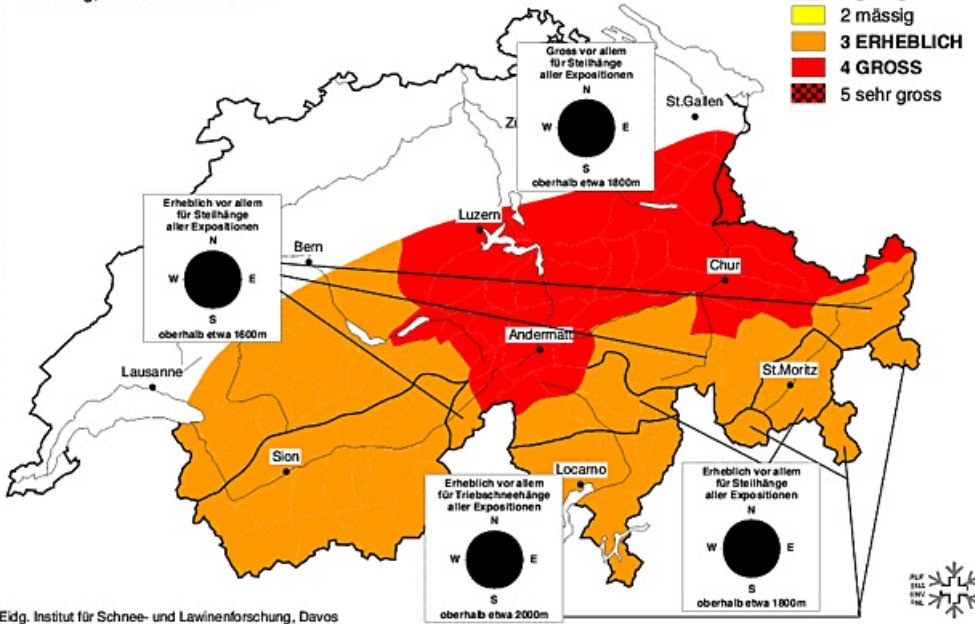 2 mässig
3 ERHEBLICH
4 GROSS
5 sehr gross
Gross vor allem
für Steilhänge
aller Expositionen
N
W E
S
oberhalb etwa 1800m
St.Gallen
Erheblich vor allem
für Steilhänge
aller Expositionen
N
W E
S
oberhalb etwa 1600m
Luzern
Bern
Chur
Andermatt
Lausanne
St.Moritz
Sion
Locarno
Erheblich vor allem
für Triebschneehänge
aller Expositionen
N
W E
S
oberhalb etwa 2000m
Erheblich vor allem
für Steilhänge
aller Expositionen
N
W E
S
oberhalb etwa 1800m
Eidg. Institut für Schnee- und Lawinenforschung, Davos